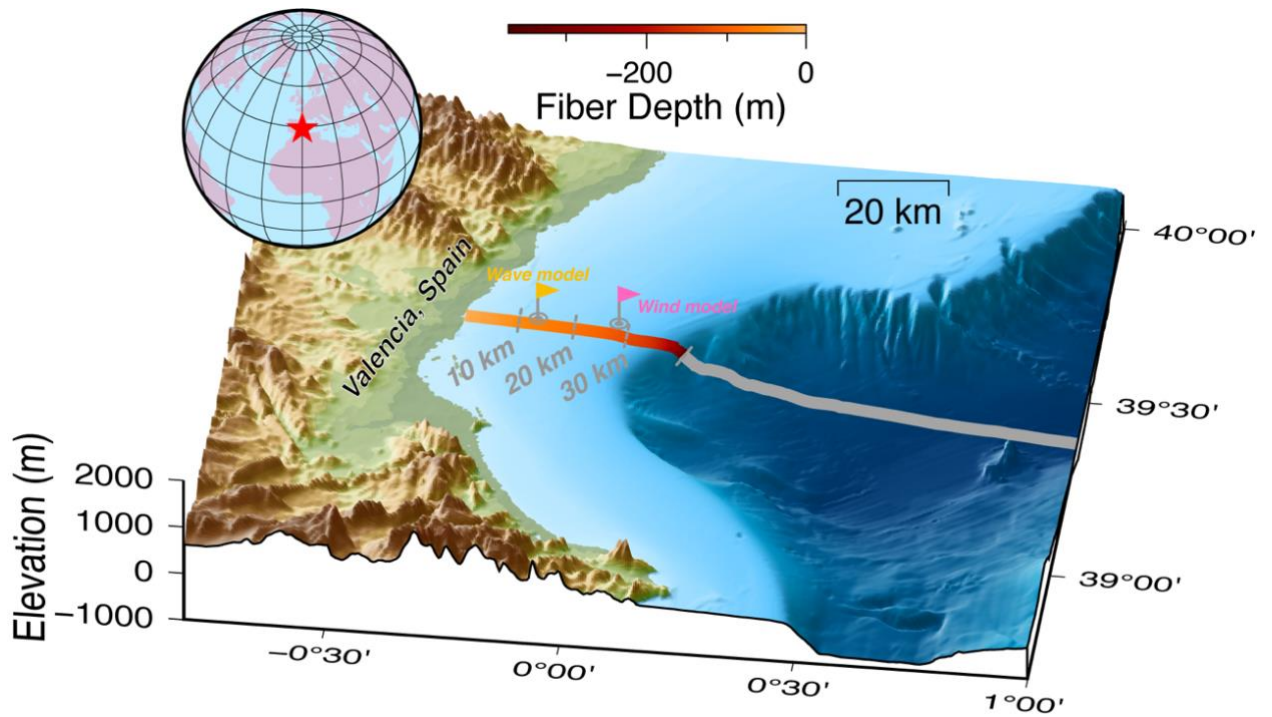 −200
0
Fiber Depth (m)
20 km
40°00'
Valencia, Spain
Wave model
Wind model
10 km
20 km
30 km
39°30'
Elevation (m)
2000
1000
0
−1000
39°00'
−0°30'
0°00'
0°30'
1°00'